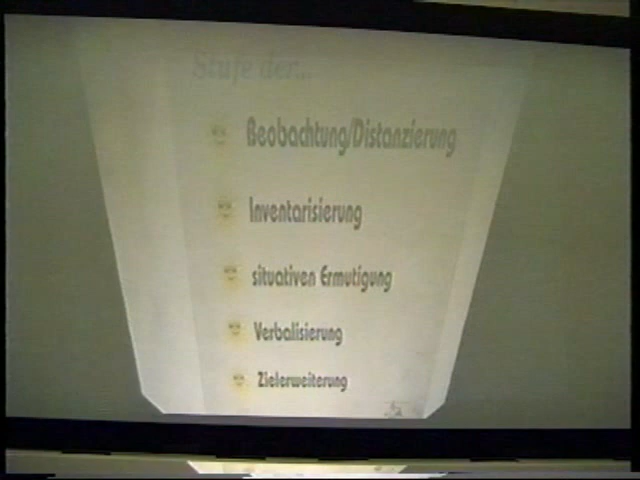 Stufe der...
Beobachtung/Distanzierung
Inventarisierung
situativen Ermutigung
Verbalisierung
Zielerweiterung